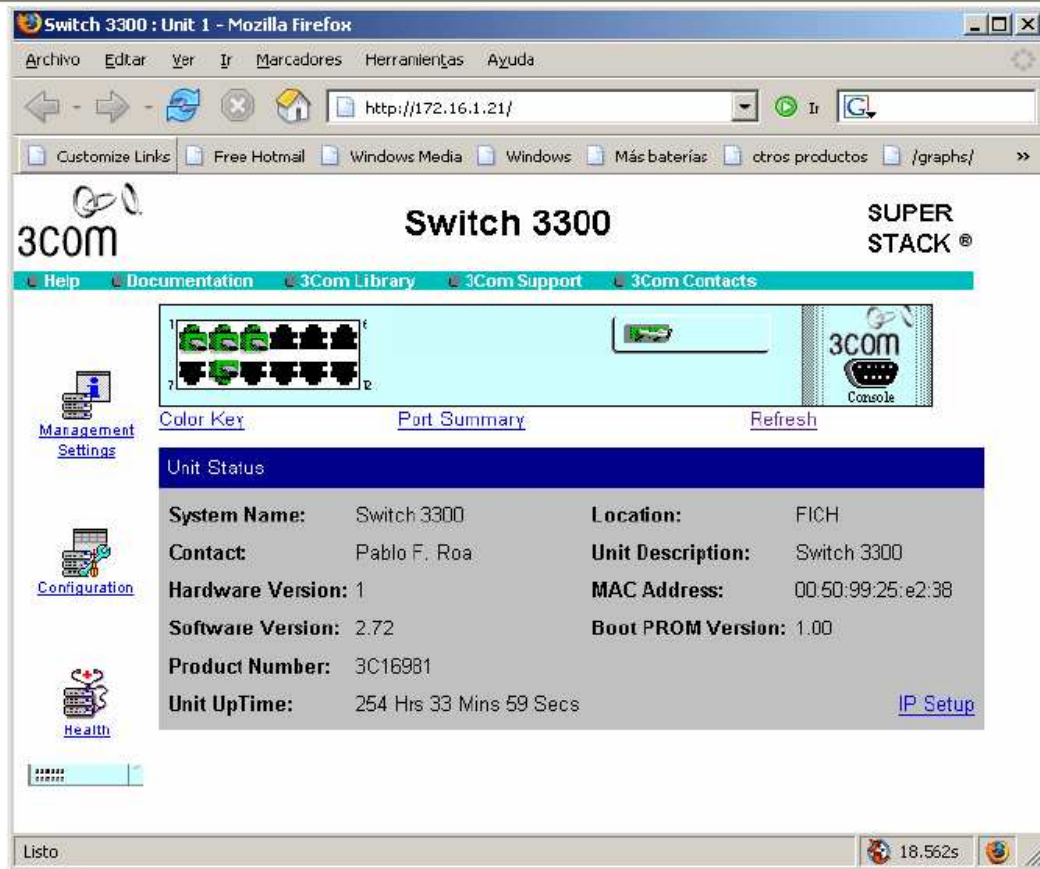 Switch 3300 : Unit 1 - Mozilla Firefox
Archivo Editar Ver Ir Marcadores Herramientas Ayuda
http://172.16.1.21/ Ir G
Customize Links Free Hotmail Windows Media Windows Más baterías otros productos /graphs/ »
3COM
Switch 3300
SUPER
STACK ®
Help Documentation 3Com Library 3Com Support 3Com Contacts
1 6
7 12
3COM
Console
Color Key Port Summary Refresh
Management
Settings
Configuration
Health
Unit Status
System Name: Switch 3300 Location: FICH
Contact: Pablo F. Roa Unit Description: Switch 3300
Hardware Version: 1 MAC Address: 00:50:99:25:e2:38
Software Version: 2.72 Boot PROM Version: 1.00
Product Number: 3C16981
Unit UpTime: 254 Hrs 33 Mins 59 Secs IP Setup
Listo 18.562s